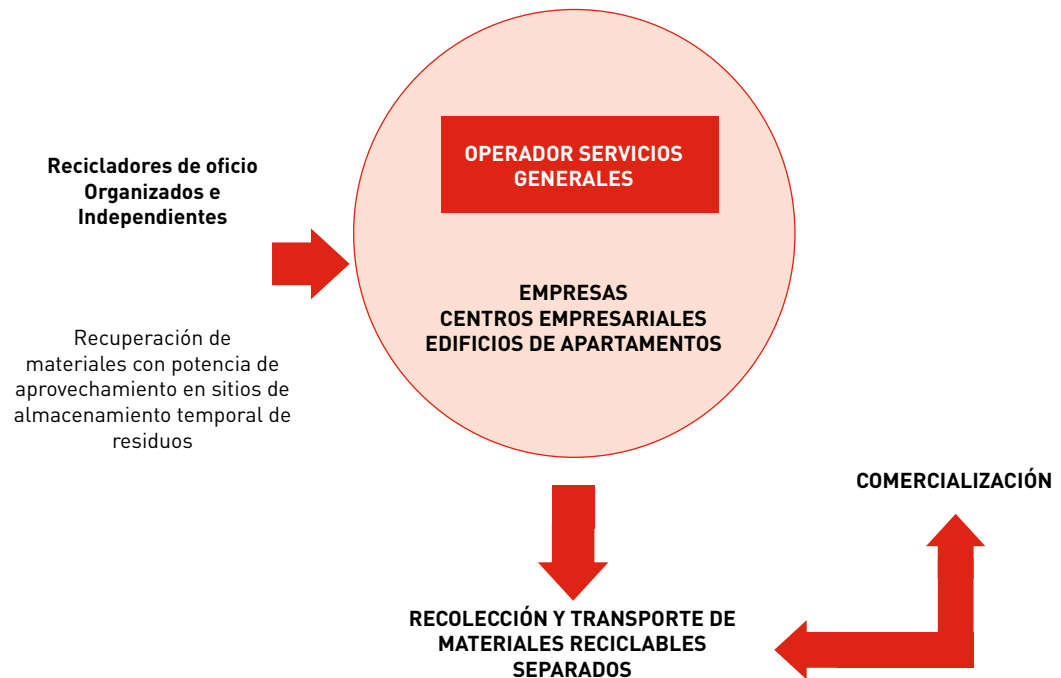 OPERADOR SERVICIOS
GENERALES
Recicladores de oficio
Organizados e
Independientes
EMPRESAS
CENTROS EMPRESARIALES
EDIFICIOS DE APARTAMENTOS
Recuperación de
materiales con potencia de
aprovechamiento en sitios de
almacenamiento temporal de
residuos
COMERCIALIZACIÓN
RECOLECCIÓN Y TRANSPORTE DE
MATERIALES RECICLABLES
SEPARADOS